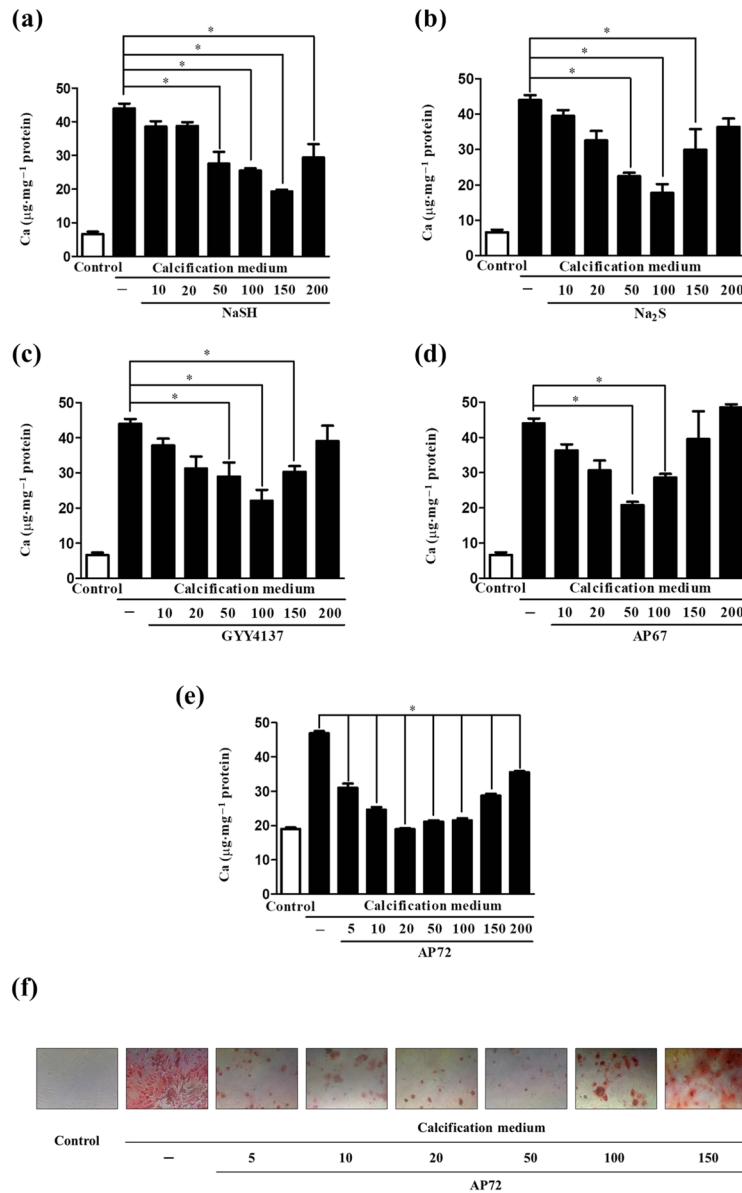 (a)
*
*
*
*
50
40
30
20
10
0
Ca (μg·mg⁻¹ protein)
Control
Calcification medium
– 10 20 50 100 150 200
NaSH
(b)
*
*
*
50
40
30
20
10
0
Ca (μg·mg⁻¹ protein)
Control
Calcification medium
– 10 20 50 100 150 200
Na₂S
(c)
*
*
*
50
40
30
20
10
0
Ca (μg·mg⁻¹ protein)
Control
Calcification medium
– 10 20 50 100 150 200
GYY4137
(d)
*
*
50
40
30
20
10
0
Ca (μg·mg⁻¹ protein)
Control
Calcification medium
– 10 20 50 100 150 200
AP67
(e)
*
50
40
30
20
10
0
Ca (μg·mg⁻¹ protein)
Control
Calcification medium
– 5 10 20 50 100 150 200
AP72
(f)
Control
Calcification medium
– 5 10 20 50 100 150
AP72